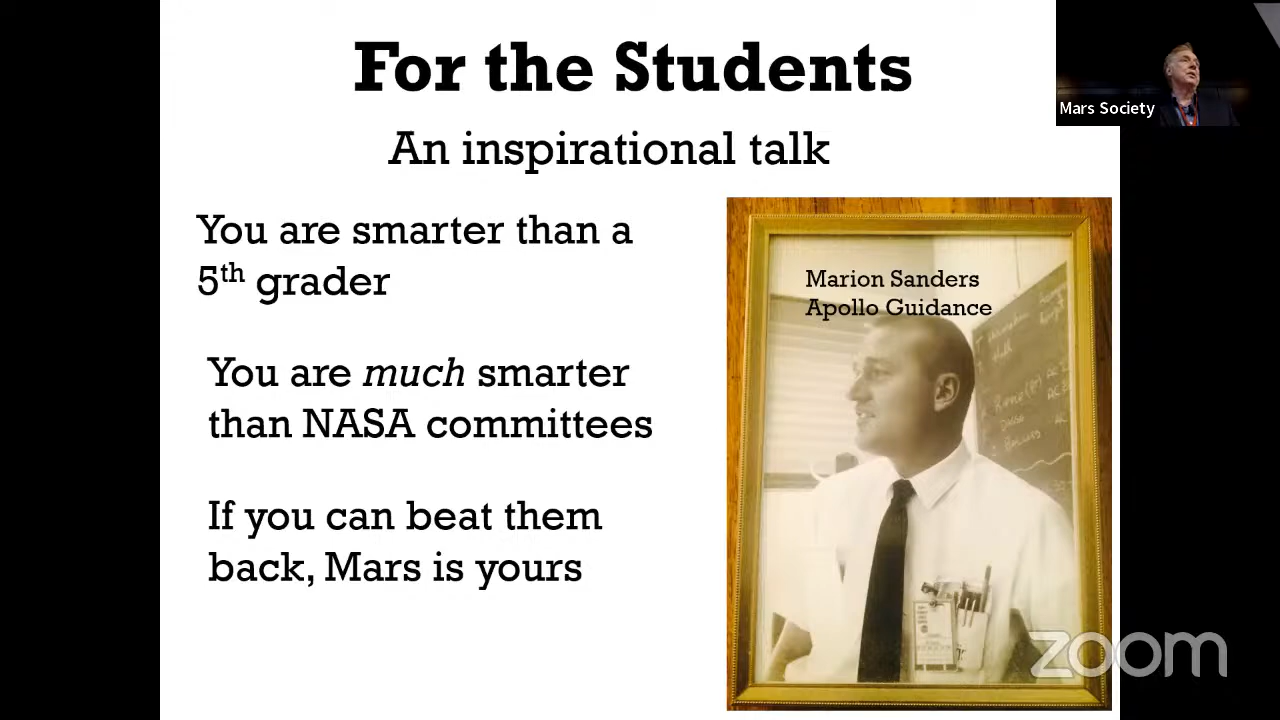 For the Students
An inspirational talk
Mars Society
You are smarter than a
5th grader
You are much smarter
than NASA committees
If you can beat them
back, Mars is yours
Marion Sanders
Apollo Guidance
zoom